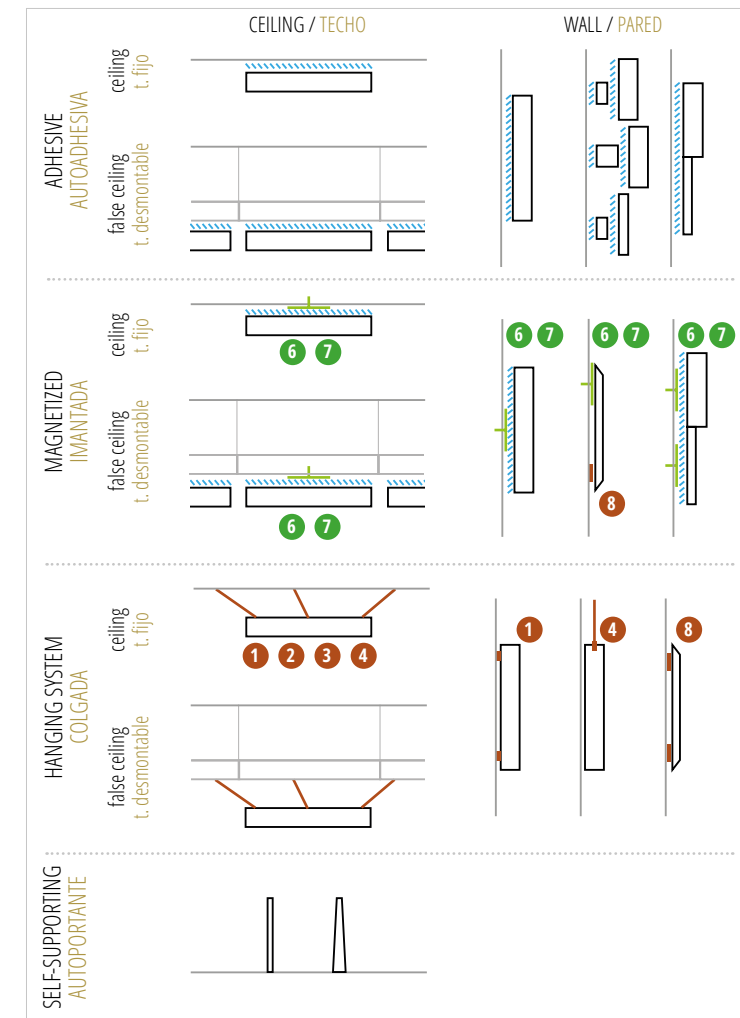 CEILING / TECHO
WALL / PARED
ADHESIVE
AUTOADHESIVA
ceiling
t. fijo
false ceiling
t. desmontable
MAGNETIZED
IMANTADA
ceiling
t. fijo
6 7
6 7
6 7
6 7
8
false ceiling
t. desmontable
6 7
HANGING SYSTEM
COLGADA
ceiling
t. fijo
1 2 3 4
1
4
8
false ceiling
t. desmontable
SELF-SUPPORTING
AUTOPORTANTE